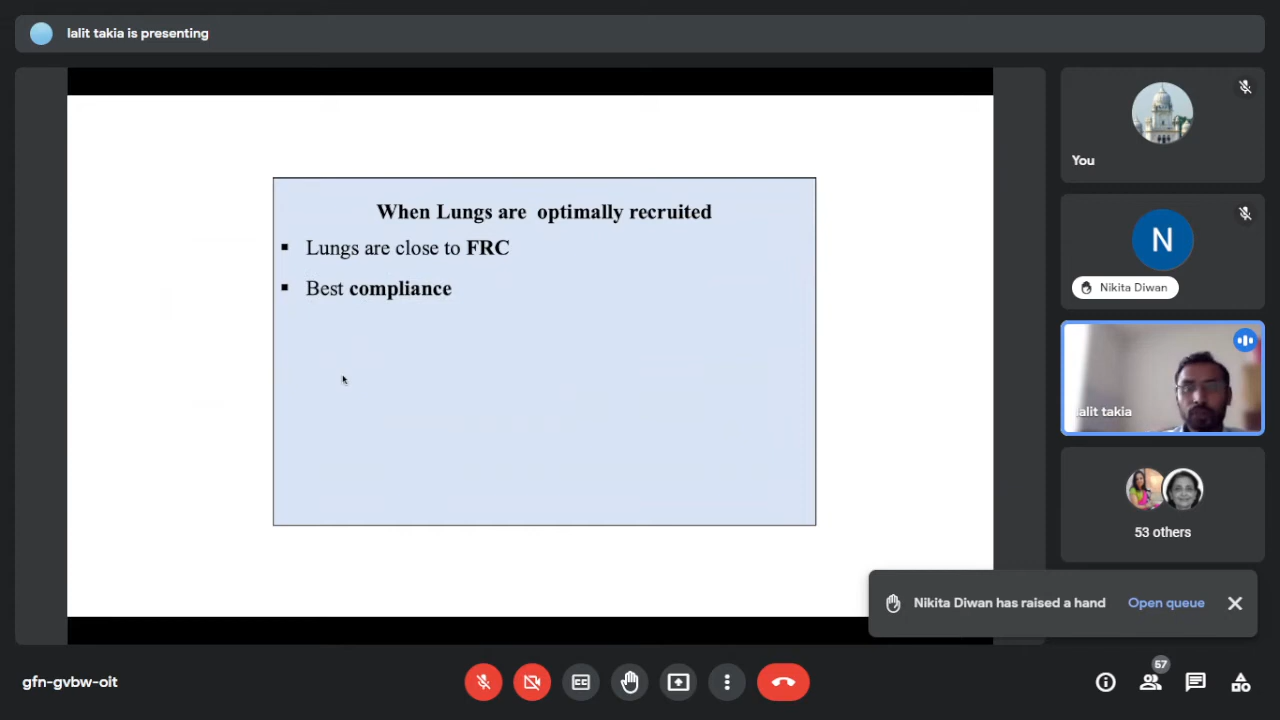 lalit takia is presenting
When Lungs are optimally recruited
▪ Lungs are close to FRC
▪ Best compliance
You
N
Nikita Diwan
lalit takia
53 others
Nikita Diwan has raised a hand Open queue
gfn-gvbw-oit
CC
57